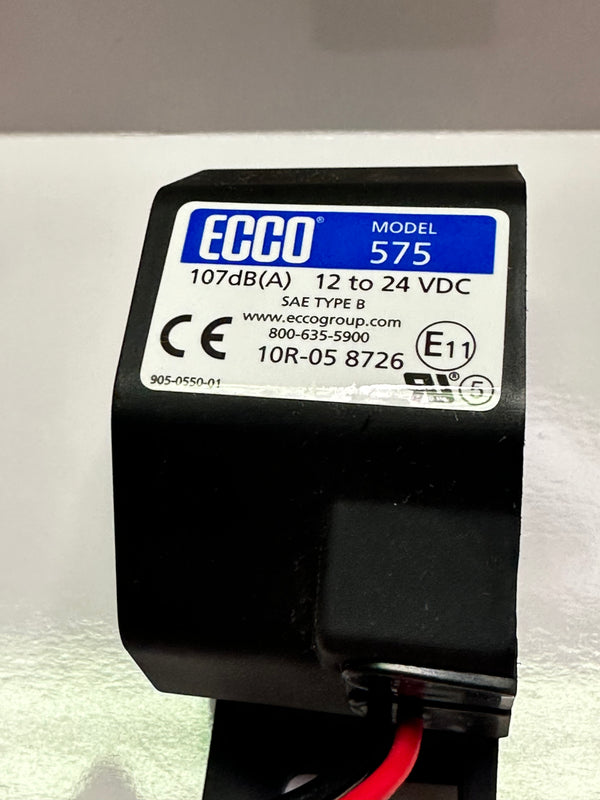 ECCO®
MODEL
575
107dB(A) 12 to 24 VDC
SAE TYPE B
www.eccogroup.com
800-635-5900
CE
10R-05 8726
E11
905-0550-01
® 5